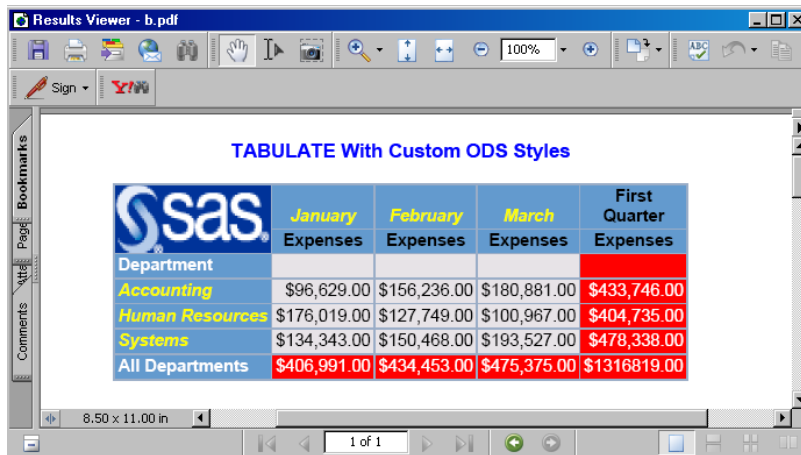 Results Viewer - b.pdf
100%
ABC
Sign
Y!
Bookmarks
Page
Atta
Comments
TABULATE With Custom ODS Styles
sas.
January February March First Quarter
Expenses Expenses Expenses Expenses
Department
Accounting $96,629.00 $156,236.00 $180,881.00 $433,746.00
Human Resources $176,019.00 $127,749.00 $100,967.00 $404,735.00
Systems $134,343.00 $150,468.00 $193,527.00 $478,338.00
All Departments $406,991.00 $434,453.00 $475,375.00 $1316819.00
8.50 x 11.00 in
1 of 1